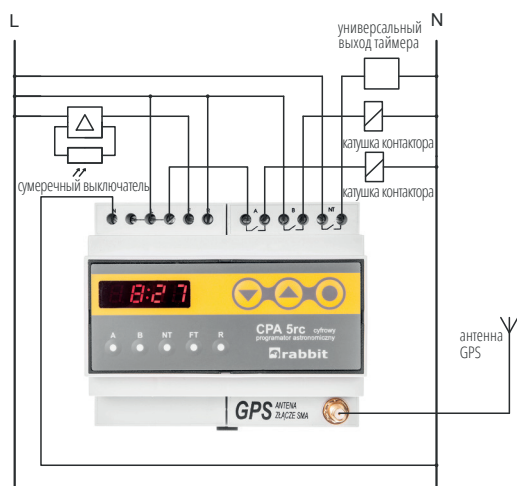 L
N
универсальный
выход таймера
катушка контактора
катушка контактора
сумеречный выключатель
N
L
F
R
A
B
NT
8:27
A
B
NT
FT
R
CPA 5rc cyfrowy
programator astronomiczny
rabbit
GPS ANTENA
ZŁĄCZE SMA
антенна
GPS